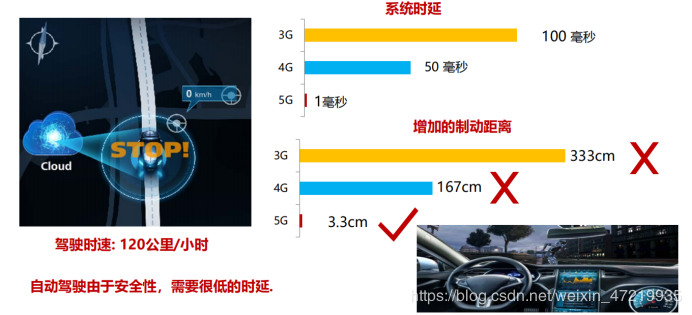 系统时延
3G
100 毫秒
4G
50 毫秒
5G
1毫秒
0 km/h
STOP!
Cloud
增加的制动距离
3G
333cm
X
4G
167cm
X
5G
3.3cm
驾驶时速: 120公里/小时
自动驾驶由于安全性，需要很低的时延.
https://blog.csdn.net/weixin_47219935